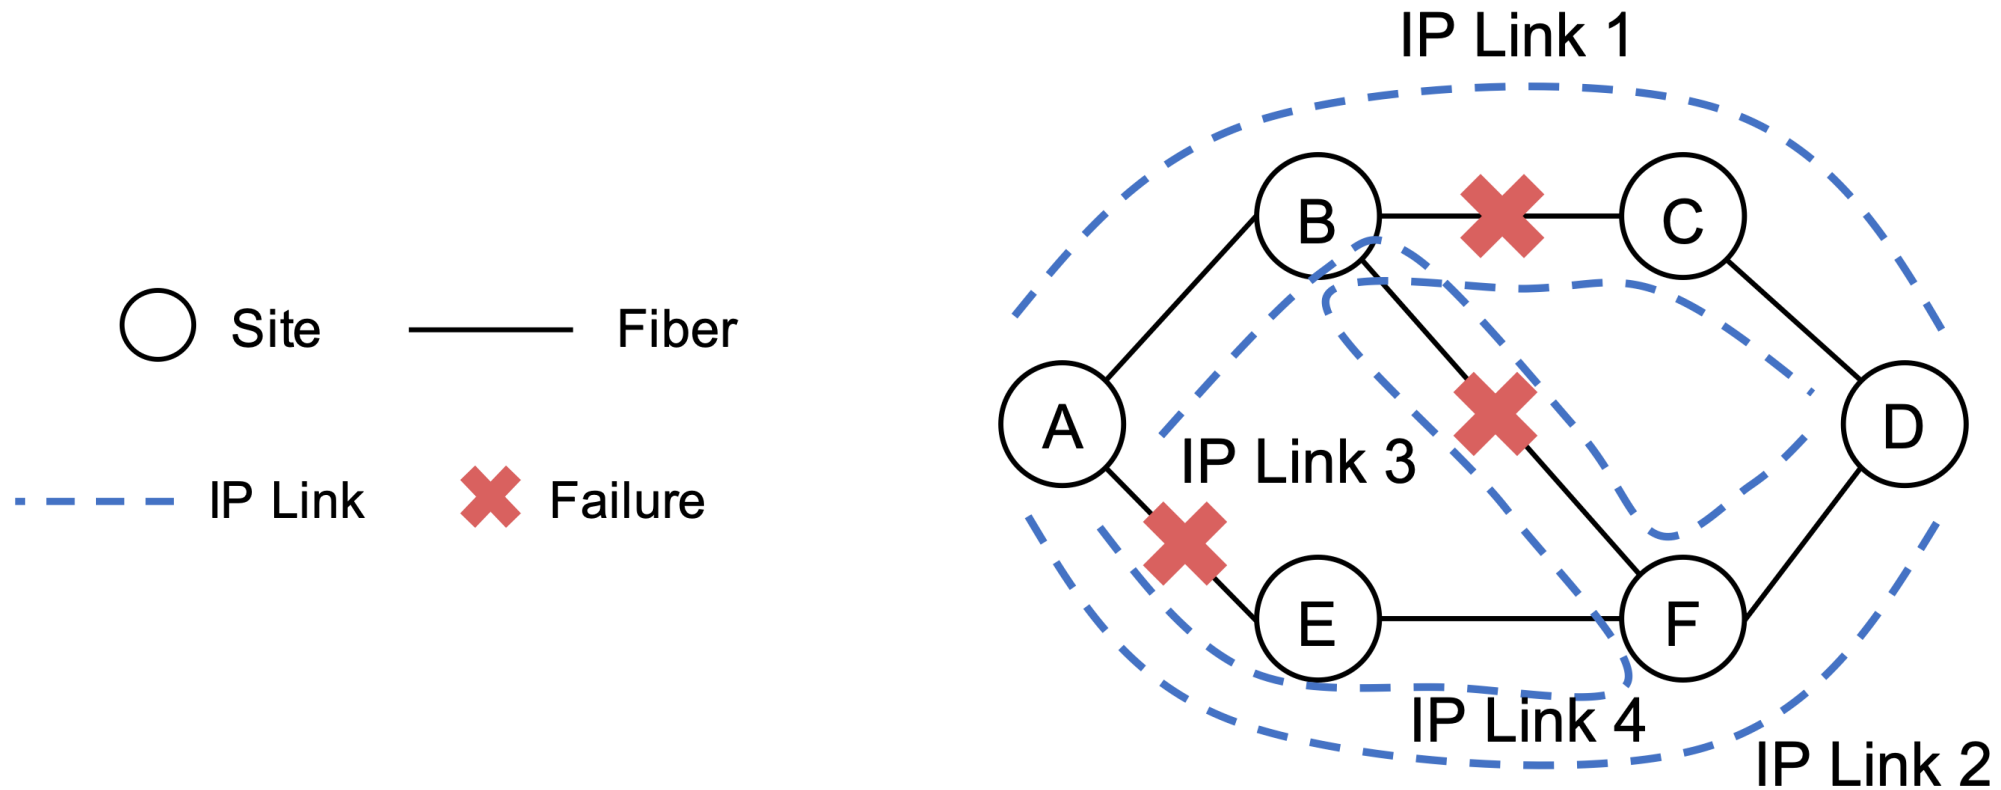 IP Link 1
B
C
Site
Fiber
A
D
IP Link 3
IP Link
Failure
E
F
IP Link 4
IP Link 2